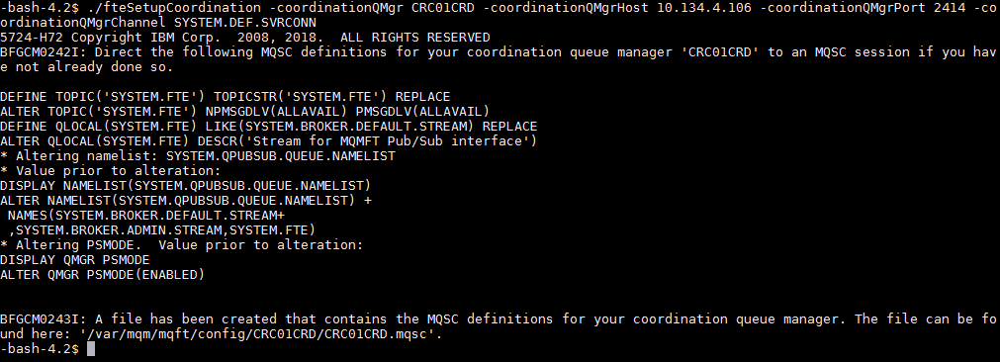 -bash-4.2$ ./fteSetupCoordination -coordinationQMgr CRC01CRD -coordinationQMgrHost 10.134.4.106 -coordinationQMgrPort 2414 -co
ordinationQMgrChannel SYSTEM.DEF.SVRCONN
5724-H72 Copyright IBM Corp.  2008, 2018.  ALL RIGHTS RESERVED
BFGCM0242I: Direct the following MQSC definitions for your coordination queue manager 'CRC01CRD' to an MQSC session if you hav
e not already done so.

DEFINE TOPIC('SYSTEM.FTE') TOPICSTR('SYSTEM.FTE') REPLACE
ALTER TOPIC('SYSTEM.FTE') NPMSGDLV(ALLAVAIL) PMSGDLV(ALLAVAIL)
DEFINE QLOCAL(SYSTEM.FTE) LIKE(SYSTEM.BROKER.DEFAULT.STREAM) REPLACE
ALTER QLOCAL(SYSTEM.FTE) DESCR('Stream for MQMFT Pub/Sub interface')
* Altering namelist: SYSTEM.QPUBSUB.QUEUE.NAMELIST
* Value prior to alteration:
DISPLAY NAMELIST(SYSTEM.QPUBSUB.QUEUE.NAMELIST)
ALTER NAMELIST(SYSTEM.QPUBSUB.QUEUE.NAMELIST) +
 NAMES(SYSTEM.BROKER.DEFAULT.STREAM+
 ,SYSTEM.BROKER.ADMIN.STREAM,SYSTEM.FTE)
* Altering PSMODE.  Value prior to alteration:
DISPLAY QMGR PSMODE
ALTER QMGR PSMODE(ENABLED)

BFGCM0243I: A file has been created that contains the MQSC definitions for your coordination queue manager. The file can be fo
und here: '/var/mqm/mqft/config/CRC01CRD/CRC01CRD.mqsc'.
-bash-4.2$